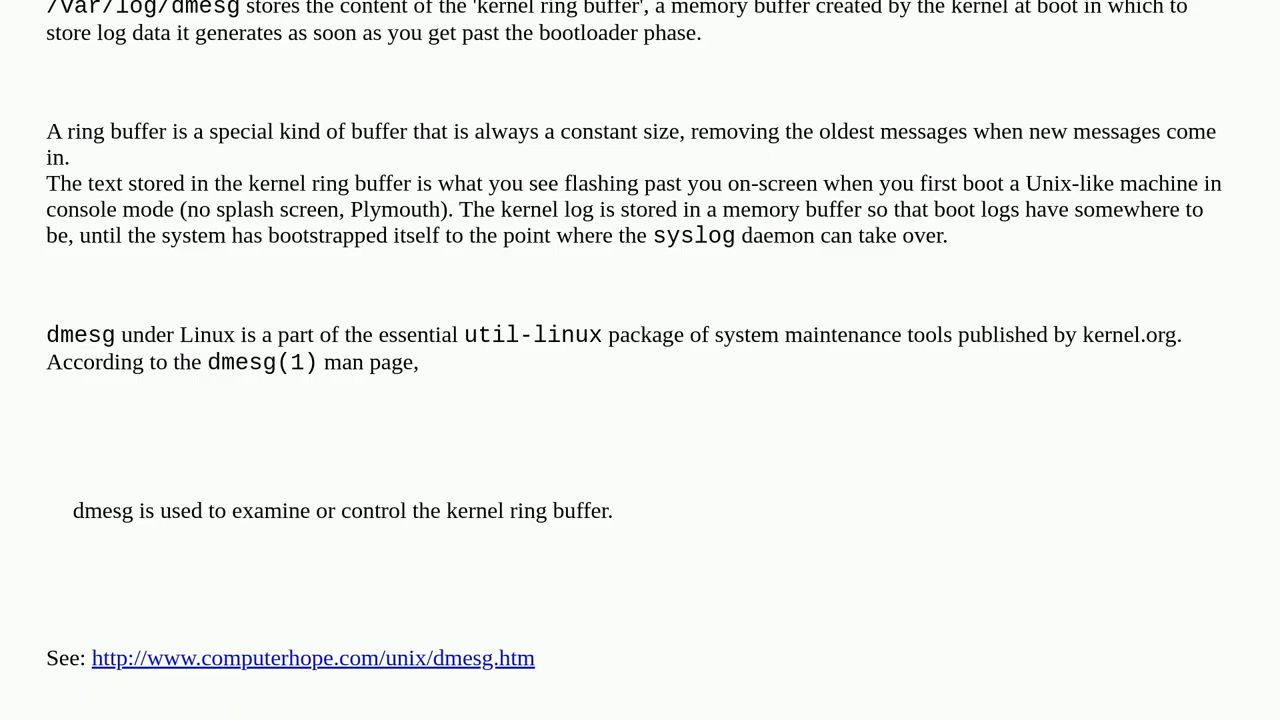 /var/log/dmesg stores the content of the 'kernel ring buffer', a memory buffer created by the kernel at boot in which to
store log data it generates as soon as you get past the bootloader phase.
A ring buffer is a special kind of buffer that is always a constant size, removing the oldest messages when new messages come
in.
The text stored in the kernel ring buffer is what you see flashing past you on-screen when you first boot a Unix-like machine in
console mode (no splash screen, Plymouth). The kernel log is stored in a memory buffer so that boot logs have somewhere to
be, until the system has bootstrapped itself to the point where the syslog daemon can take over.
dmesg under Linux is a part of the essential util-linux package of system maintenance tools published by kernel.org.
According to the dmesg(1) man page,
dmesg is used to examine or control the kernel ring buffer.
See: http://www.computerhope.com/unix/dmesg.htm